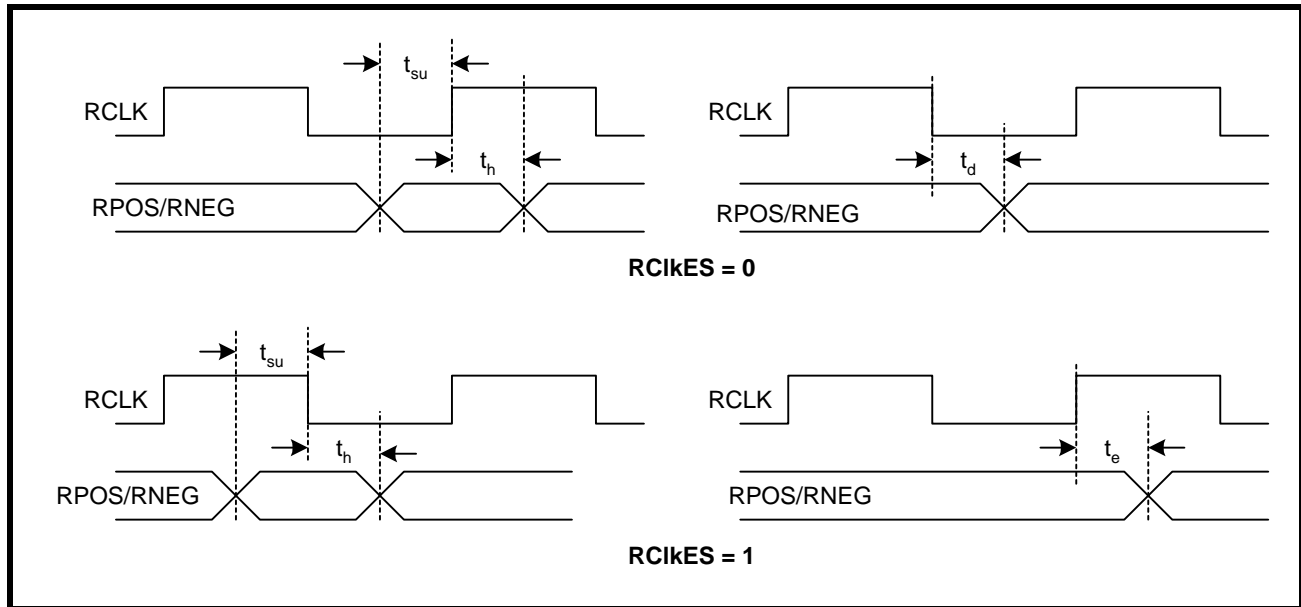 t_su
RCLK
t_h
RPOS/RNEG
RCLK
t_d
RPOS/RNEG
RClkES = 0
t_su
RCLK
t_h
RPOS/RNEG
RCLK
t_e
RPOS/RNEG
RClkES = 1